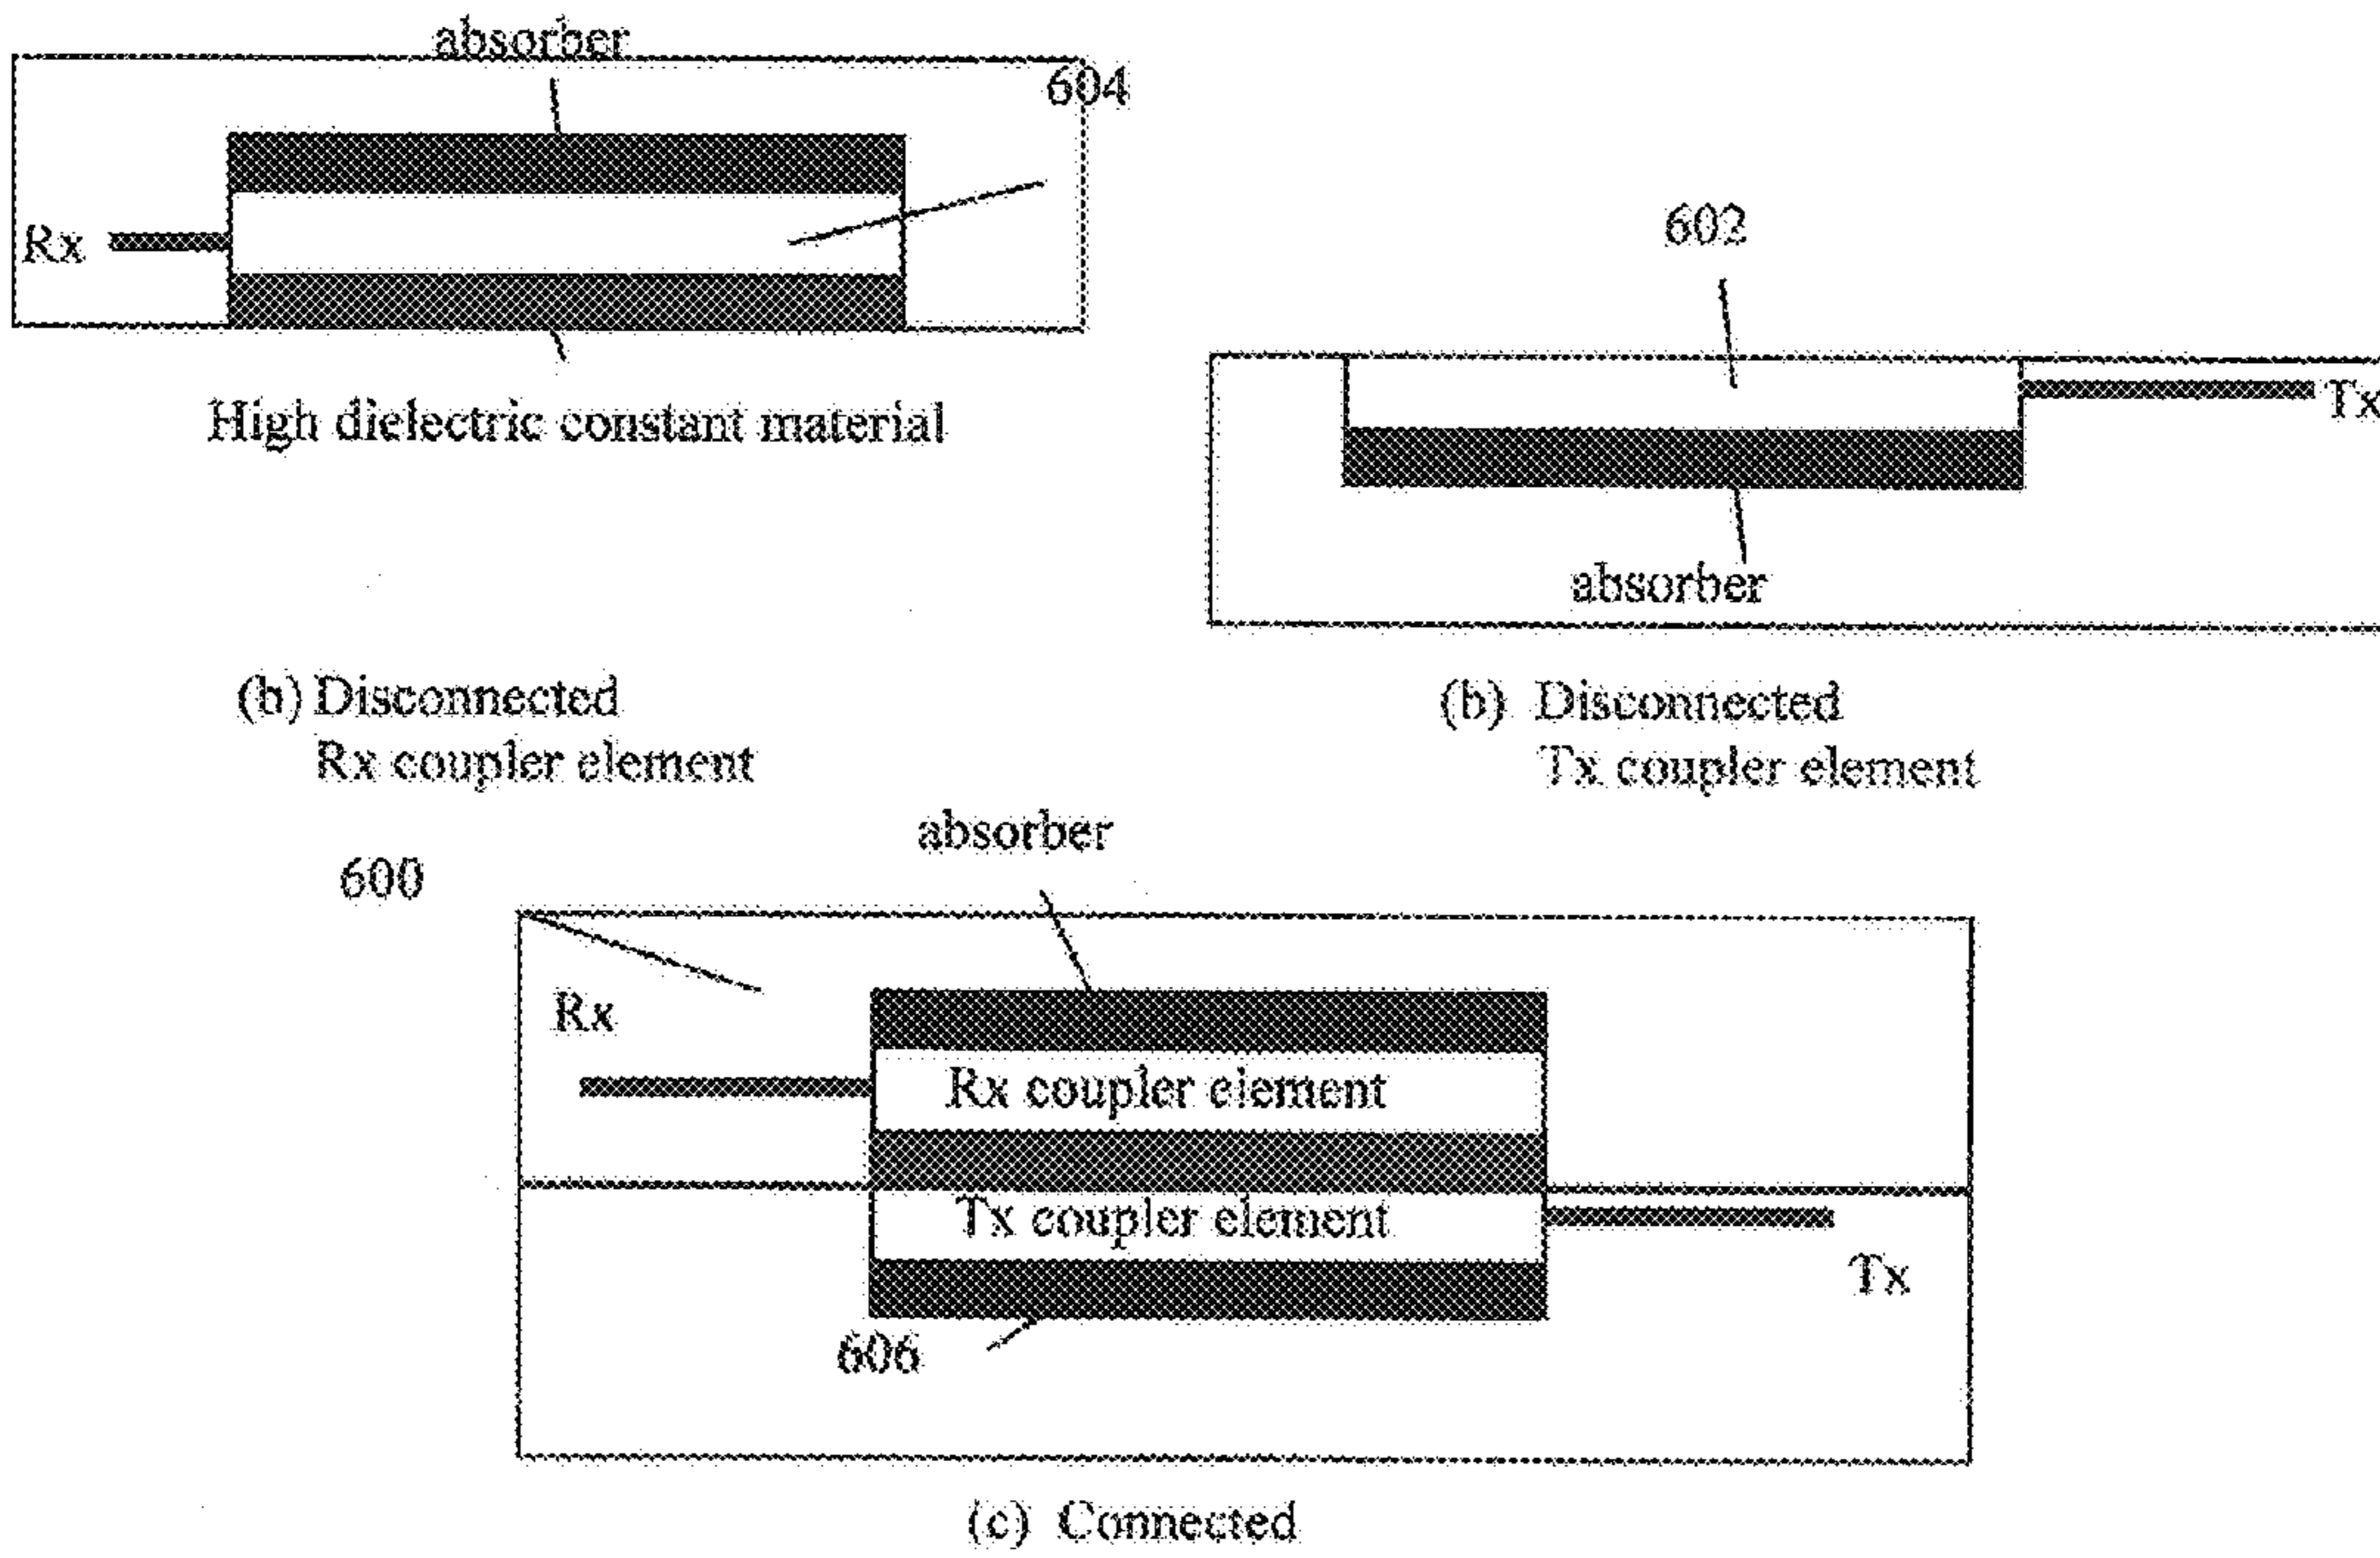 absorber
604
Rx
High dielectric constant material
602
Tx
absorber
(b) Disconnected
Rx coupler element
(b) Disconnected
Tx coupler element
absorber
600
Rx
Rx coupler element
Tx coupler element
Tx
606
(c) Connected